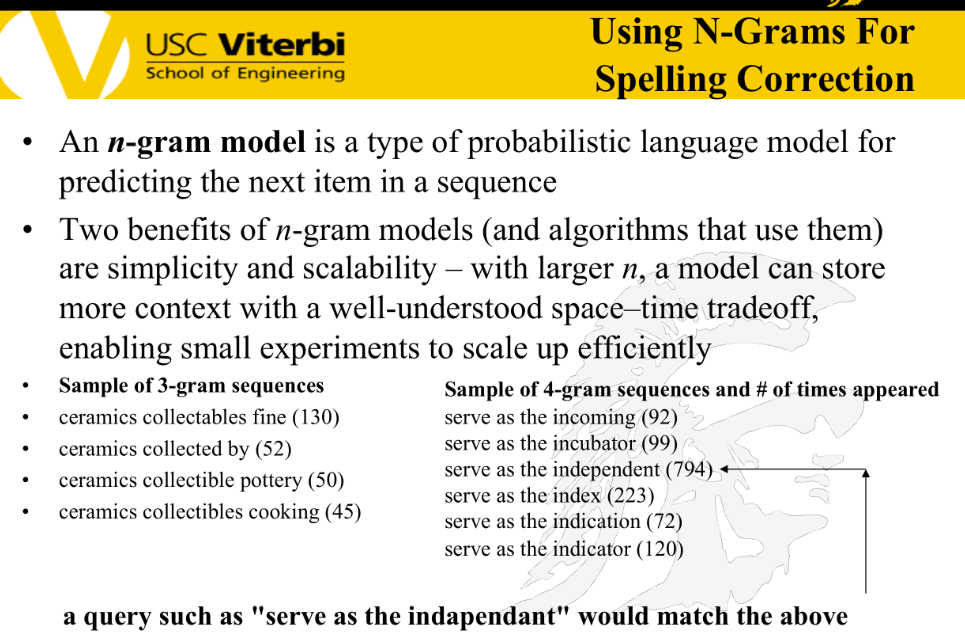 USC Viterbi
School of Engineering
Using N-Grams For
Spelling Correction
• An n-gram model is a type of probabilistic language model for
predicting the next item in a sequence
• Two benefits of n-gram models (and algorithms that use them)
are simplicity and scalability – with larger n, a model can store
more context with a well-understood space–time tradeoff,
enabling small experiments to scale up efficiently
• Sample of 3-gram sequences
• ceramics collectables fine (130)
• ceramics collected by (52)
• ceramics collectible pottery (50)
• ceramics collectibles cooking (45)
Sample of 4-gram sequences and # of times appeared
serve as the incoming (92)
serve as the incubator (99)
serve as the independent (794)
serve as the index (223)
serve as the indication (72)
serve as the indicator (120)
a query such as "serve as the indapendant" would match the above